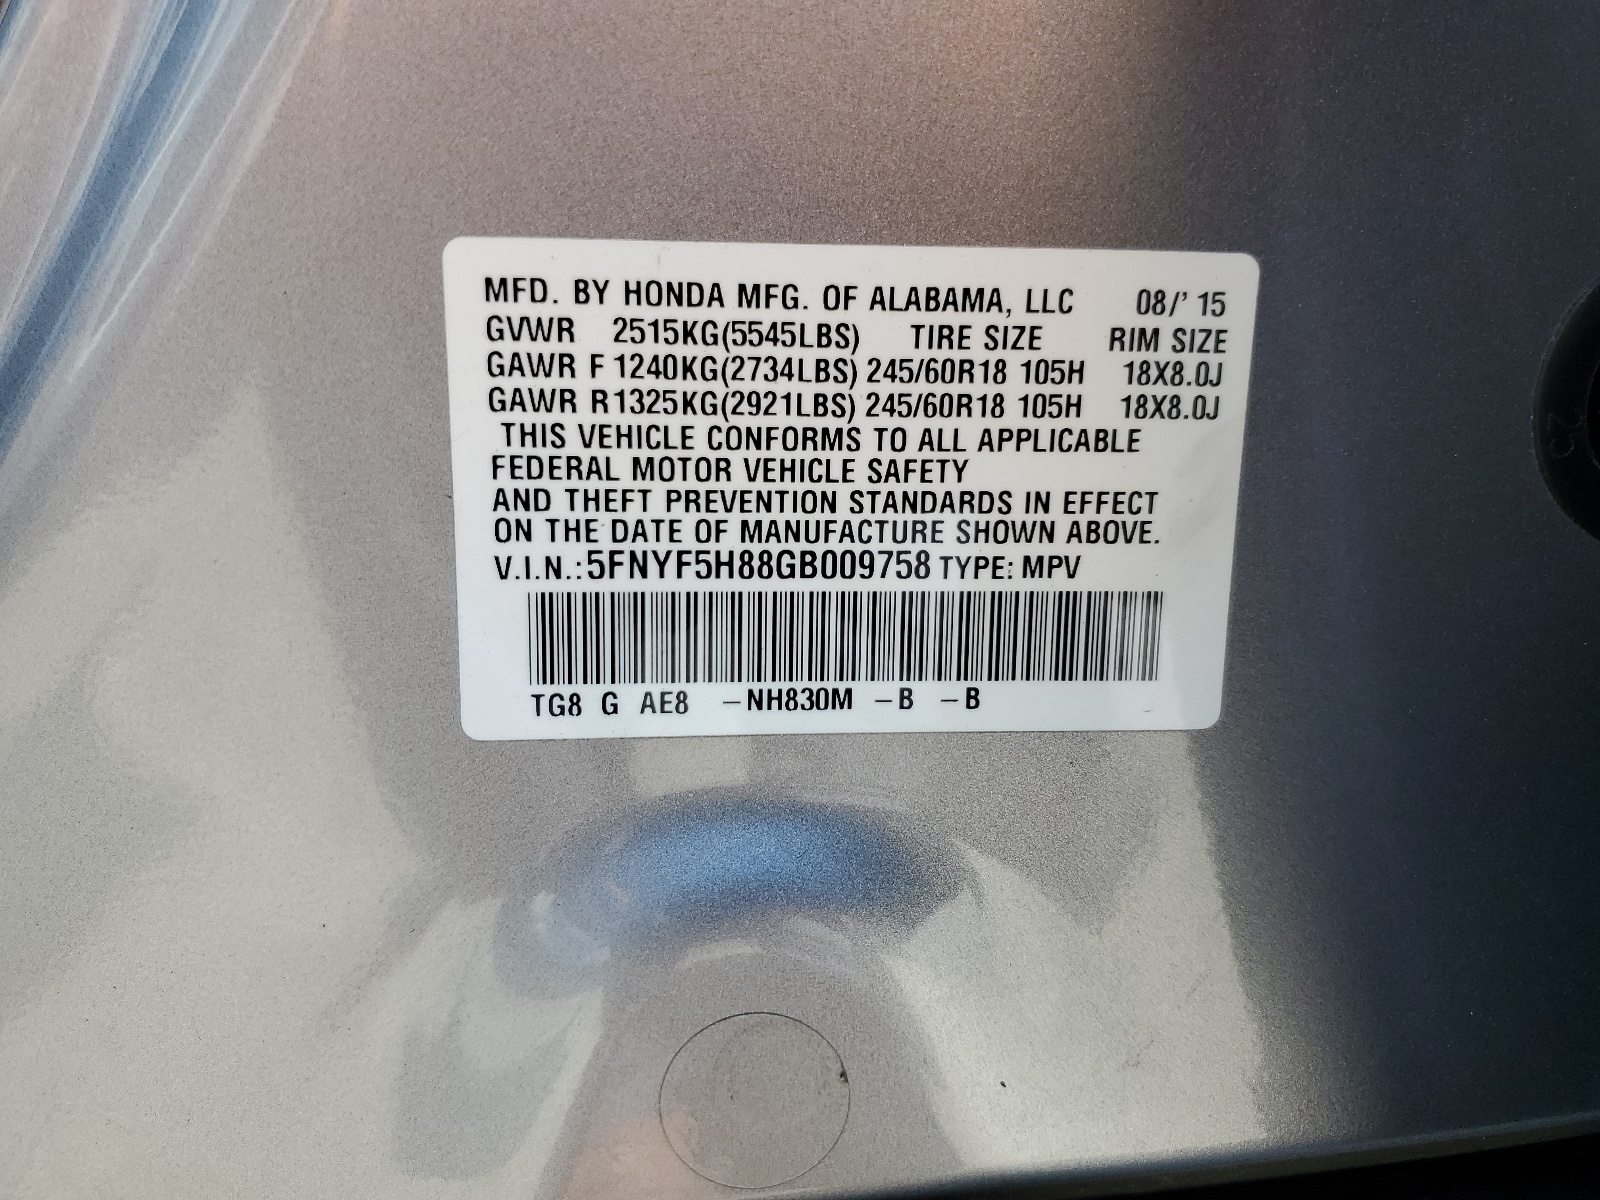 MFD. BY HONDA MFG. OF ALABAMA, LLC 08/' 15
GVWR 2515KG(5545LBS) TIRE SIZE RIM SIZE
GAWR F 1240KG(2734LBS) 245/60R18 105H 18X8.0J
GAWR R 1325KG(2921LBS) 245/60R18 105H 18X8.0J
THIS VEHICLE CONFORMS TO ALL APPLICABLE
FEDERAL MOTOR VEHICLE SAFETY
AND THEFT PREVENTION STANDARDS IN EFFECT
ON THE DATE OF MANUFACTURE SHOWN ABOVE.
V.I.N.: 5FNYF5H88GB009758 TYPE: MPV
TG8 G AE8 –NH830M –B –B
25